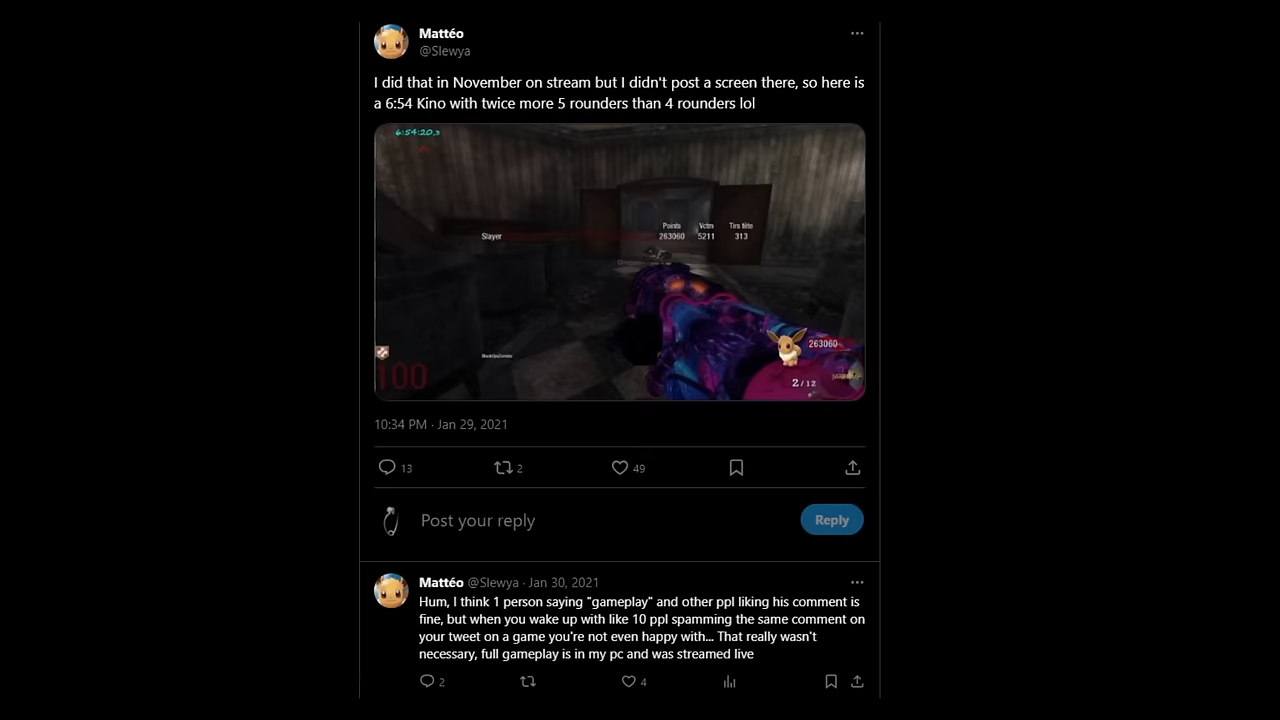 Mattéo
@Slewya
I did that in November on stream but I didn't post a screen there, so here is
a 6:54 Kino with twice more 5 rounders than 4 rounders lol
6:54:20.3
Points Vctm Tirs tête
Slayer 263060 5211 313
263060
100
2/12
10:34 PM · Jan 29, 2021
13 2 49
Post your reply
Reply
Mattéo @Slewya · Jan 30, 2021
Hum, I think 1 person saying "gameplay" and other ppl liking his comment is
fine, but when you wake up with like 10 ppl spamming the same comment on
your tweet on a game you're not even happy with... That really wasn't
necessary, full gameplay is in my pc and was streamed live
2 4